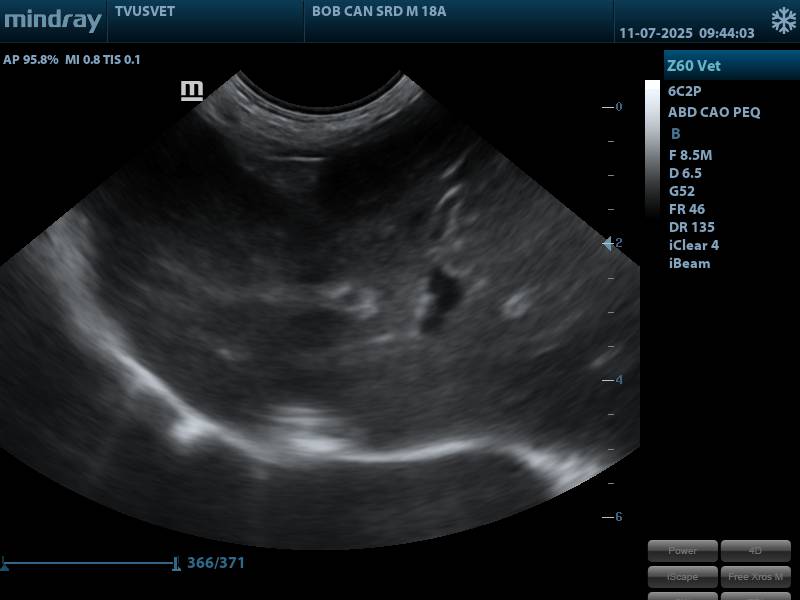 mindray
TVUSVET
BOB CAN SRD M 18A
11-07-2025 09:44:03
AP 95.8% MI 0.8 TIS 0.1
m
Z60 Vet
6C2P
ABD CAO PEQ
B
F 8.5M
D 6.5
G52
FR 46
DR 135
iClear 4
iBeam
0
2
4
6
366/371
Power
4D
iScape
Free Xros M